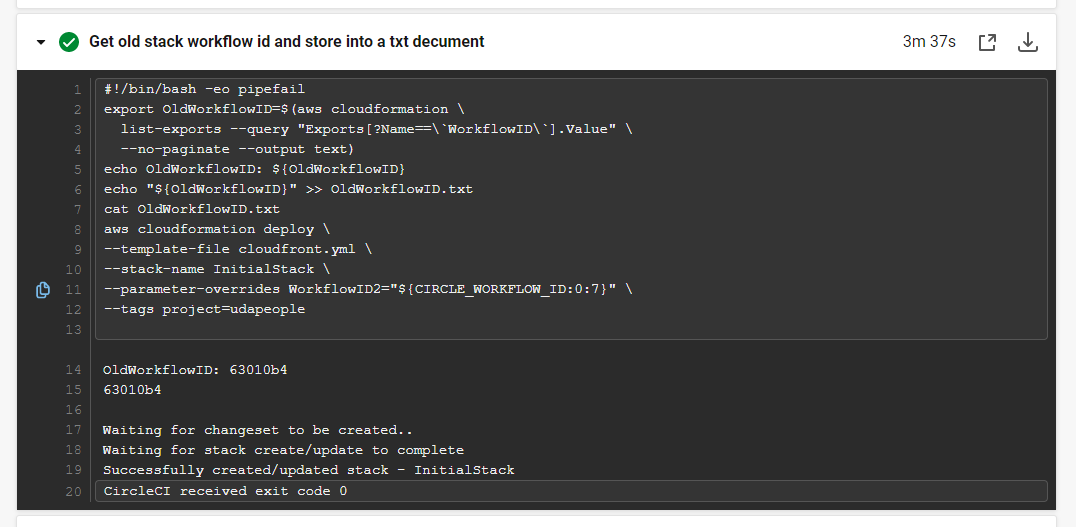 Get old stack workflow id and store into a txt decument
3m 37s
1 #!/bin/bash -eo pipefail
2 export OldWorkflowID=$(aws cloudformation \
3 list-exports --query "Exports[?Name==\`WorkflowID\`].Value" \
4 --no-paginate --output text)
5 echo OldWorkflowID: ${OldWorkflowID}
6 echo "${OldWorkflowID}" >> OldWorkflowID.txt
7 cat OldWorkflowID.txt
8 aws cloudformation deploy \
9 --template-file cloudfront.yml \
10 --stack-name InitialStack \
11 --parameter-overrides WorkflowID2="${CIRCLE_WORKFLOW_ID:0:7}" \
12 --tags project=udapeople
13
14 OldWorkflowID: 63010b4
15 63010b4
16
17 Waiting for changeset to be created..
18 Waiting for stack create/update to complete
19 Successfully created/updated stack - InitialStack
20 CircleCI received exit code 0